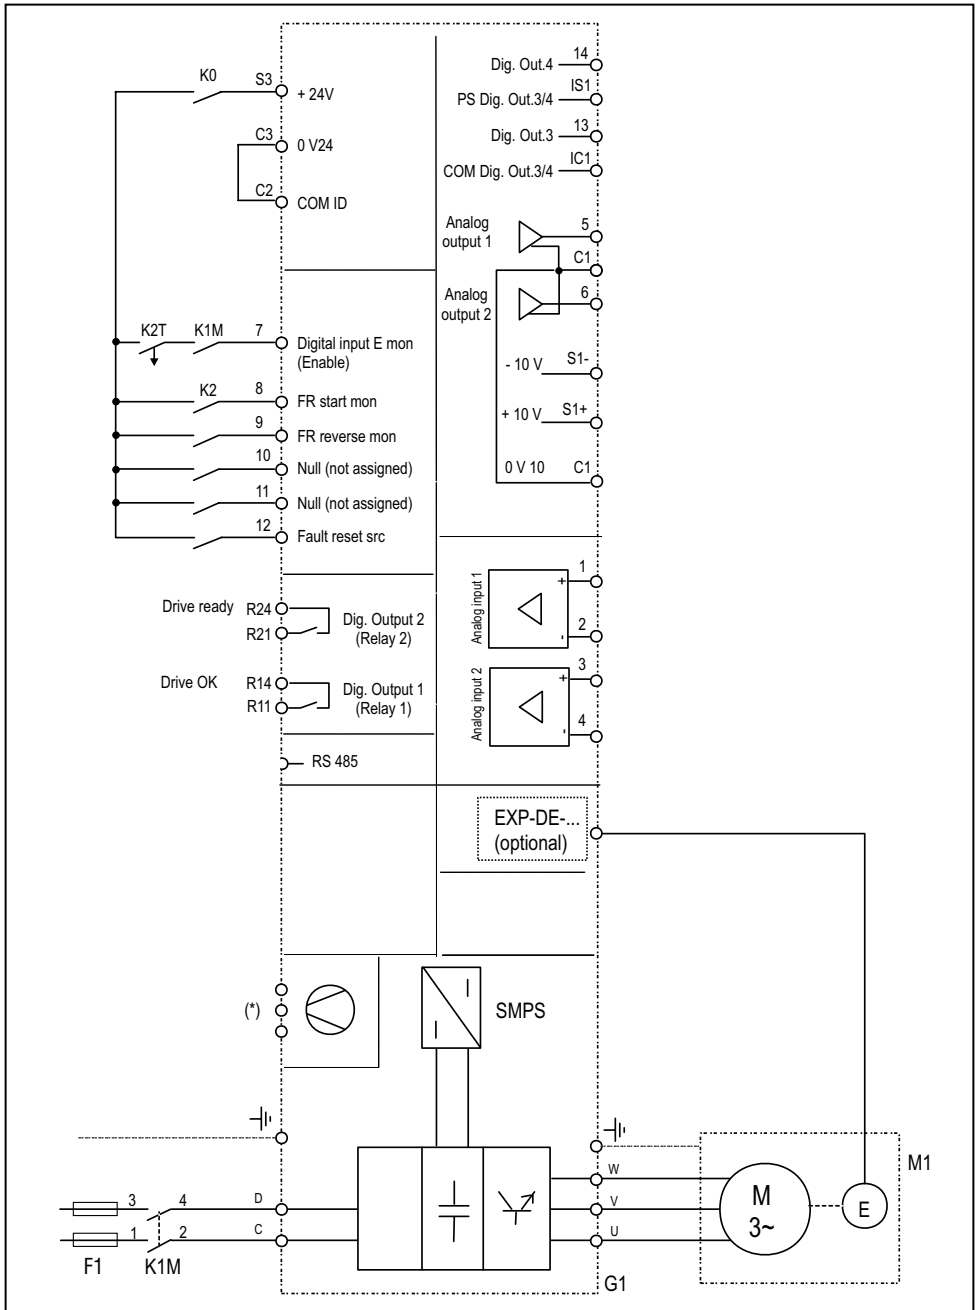 K0 S3 + 24V
C3 0 V24
C2 COM ID
K2T K1M 7 Digital input E mon
(Enable)
K2 8 FR start mon
9 FR reverse mon
10 Null (not assigned)
11 Null (not assigned)
12 Fault reset src
Drive ready R24
R21
Dig. Output 2
(Relay 2)
Drive OK R14
R11
Dig. Output 1
(Relay 1)
RS 485
Dig. Out.4 14
PS Dig. Out.3/4 IS1
Dig. Out.3 13
COM Dig. Out.3/4 IC1
Analog
output 1
5
C1
Analog
output 2
6
- 10 V S1-
+ 10 V S1+
0 V 10 C1
Analog input 1
+ 1
- 2
Analog input 2
+ 3
- 4
EXP-DE-...
(optional)
(*)
SMPS
3 4 D
1 2 C
F1 K1M
W
V
U
G1
M
3~
E
M1